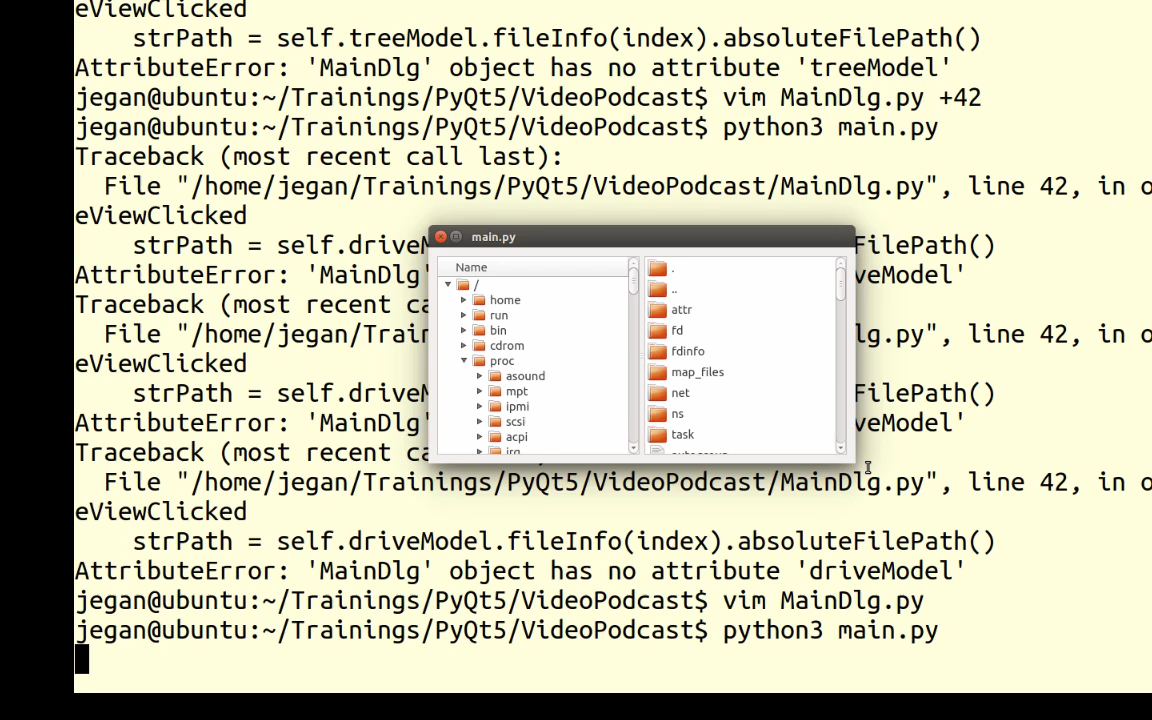 eViewClicked
    strPath = self.treeModel.fileInfo(index).absoluteFilePath()
AttributeError: 'MainDlg' object has no attribute 'treeModel'
jegan@ubuntu:~/Trainings/PyQt5/VideoPodcast$ vim MainDlg.py +42
jegan@ubuntu:~/Trainings/PyQt5/VideoPodcast$ python3 main.py
Traceback (most recent call last):
  File "/home/jegan/Trainings/PyQt5/VideoPodcast/MainDlg.py", line 42, in o
eViewClicked
    strPath = self.driveM FilePath()
AttributeError: 'MainDlg' veModel'
Traceback (most recent ca
  File "/home/jegan/Train lg.py", line 42, in o
eViewClicked
    strPath = self.driveM FilePath()
AttributeError: 'MainDlg' veModel'
Traceback (most recent ca
  File "/home/jegan/Trainings/PyQt5/VideoPodcast/MainDlg.py", line 42, in o
eViewClicked
    strPath = self.driveModel.fileInfo(index).absoluteFilePath()
AttributeError: 'MainDlg' object has no attribute 'driveModel'
jegan@ubuntu:~/Trainings/PyQt5/VideoPodcast$ vim MainDlg.py
jegan@ubuntu:~/Trainings/PyQt5/VideoPodcast$ python3 main.py
main.py
Name
/
home
run
bin
cdrom
proc
asound
mpt
ipmi
scsi
acpi
irq
.
..
attr
fd
fdinfo
map_files
net
ns
task